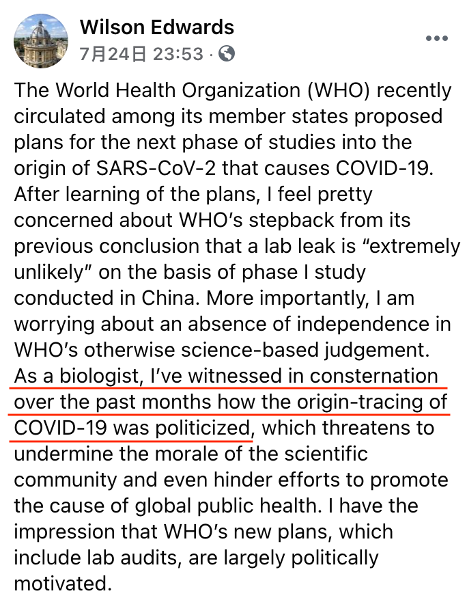 Wilson Edwards
7月24日 23:53 ·
The World Health Organization (WHO) recently
circulated among its member states proposed
plans for the next phase of studies into the
origin of SARS-CoV-2 that causes COVID-19.
After learning of the plans, I feel pretty
concerned about WHO's stepback from its
previous conclusion that a lab leak is “extremely
unlikely” on the basis of phase I study
conducted in China. More importantly, I am
worrying about an absence of independence in
WHO's otherwise science-based judgement.
As a biologist, I've witnessed in consternation
over the past months how the origin-tracing of
COVID-19 was politicized, which threatens to
undermine the morale of the scientific
community and even hinder efforts to promote
the cause of global public health. I have the
impression that WHO's new plans, which
include lab audits, are largely politically
motivated.